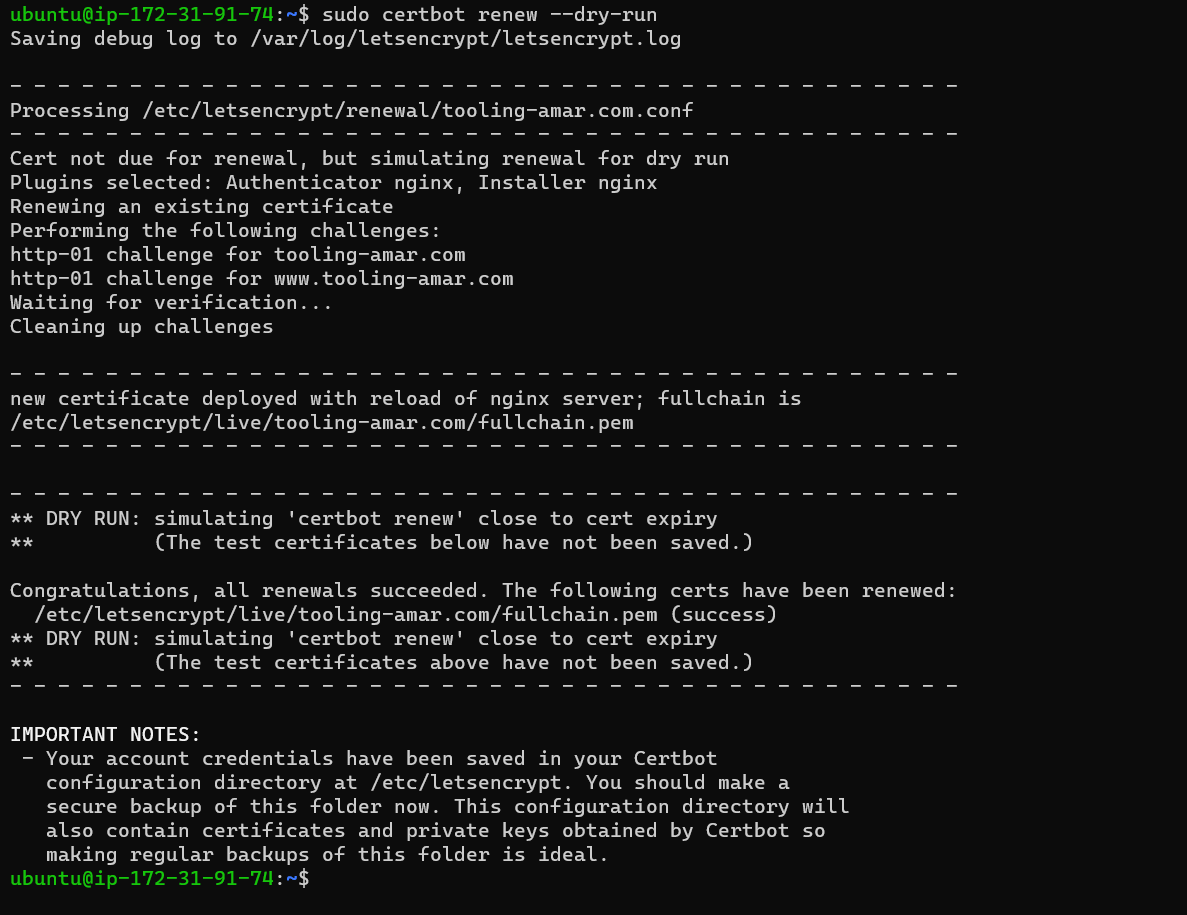 ubuntu@ip-172-31-91-74:~$ sudo certbot renew --dry-run
Saving debug log to /var/log/letsencrypt/letsencrypt.log

- - - - - - - - - - - - - - - - - - - - - - - - - - - - - - - - - - - - - - - -
Processing /etc/letsencrypt/renewal/tooling-amar.com.conf
- - - - - - - - - - - - - - - - - - - - - - - - - - - - - - - - - - - - - - - -
Cert not due for renewal, but simulating renewal for dry run
Plugins selected: Authenticator nginx, Installer nginx
Renewing an existing certificate
Performing the following challenges:
http-01 challenge for tooling-amar.com
http-01 challenge for www.tooling-amar.com
Waiting for verification...
Cleaning up challenges

- - - - - - - - - - - - - - - - - - - - - - - - - - - - - - - - - - - - - - - -
new certificate deployed with reload of nginx server; fullchain is
/etc/letsencrypt/live/tooling-amar.com/fullchain.pem
- - - - - - - - - - - - - - - - - - - - - - - - - - - - - - - - - - - - - - - -

- - - - - - - - - - - - - - - - - - - - - - - - - - - - - - - - - - - - - - - -
** DRY RUN: simulating 'certbot renew' close to cert expiry
**          (The test certificates below have not been saved.)

Congratulations, all renewals succeeded. The following certs have been renewed:
  /etc/letsencrypt/live/tooling-amar.com/fullchain.pem (success)
** DRY RUN: simulating 'certbot renew' close to cert expiry
**          (The test certificates above have not been saved.)
- - - - - - - - - - - - - - - - - - - - - - - - - - - - - - - - - - - - - - - -

IMPORTANT NOTES:
 - Your account credentials have been saved in your Certbot
   configuration directory at /etc/letsencrypt. You should make a
   secure backup of this folder now. This configuration directory will
   also contain certificates and private keys obtained by Certbot so
   making regular backups of this folder is ideal.
ubuntu@ip-172-31-91-74:~$